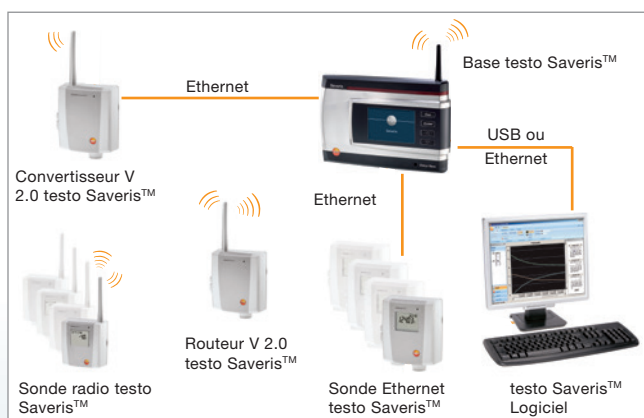 Base testo Saveris™
Ethernet
USB ou
Ethernet
Convertisseur V
2.0 testo Saveris™
Ethernet
Routeur V 2.0
testo Saveris™
Sonde radio testo
Saveris™
Sonde Ethernet
testo Saveris™
testo Saveris™
Logiciel